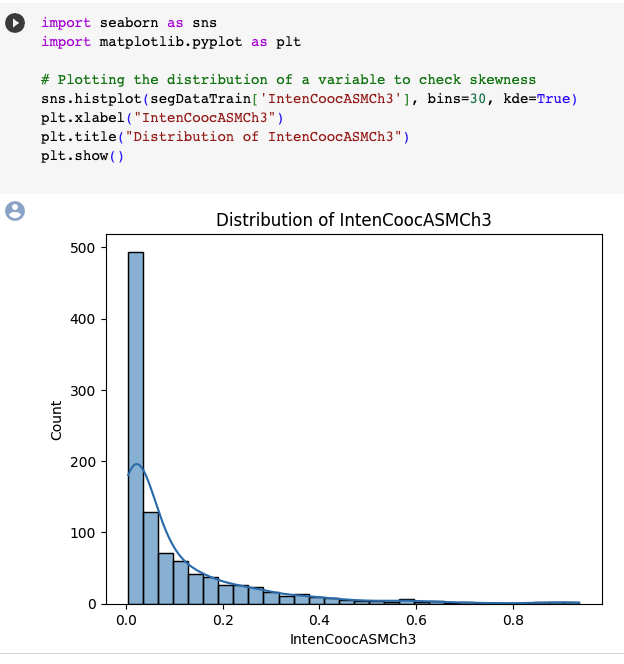 import seaborn as sns
import matplotlib.pyplot as plt
# Plotting the distribution of a variable to check skewness
sns.histplot(segDataTrain['IntenCoocASMCh3'], bins=30, kde=True)
plt.xlabel("IntenCoocASMCh3")
plt.title("Distribution of IntenCoocASMCh3")
plt.show()
Distribution of IntenCoocASMCh3
500
400
300
200
100
0
Count
0.0 0.2 0.4 0.6 0.8
IntenCoocASMCh3